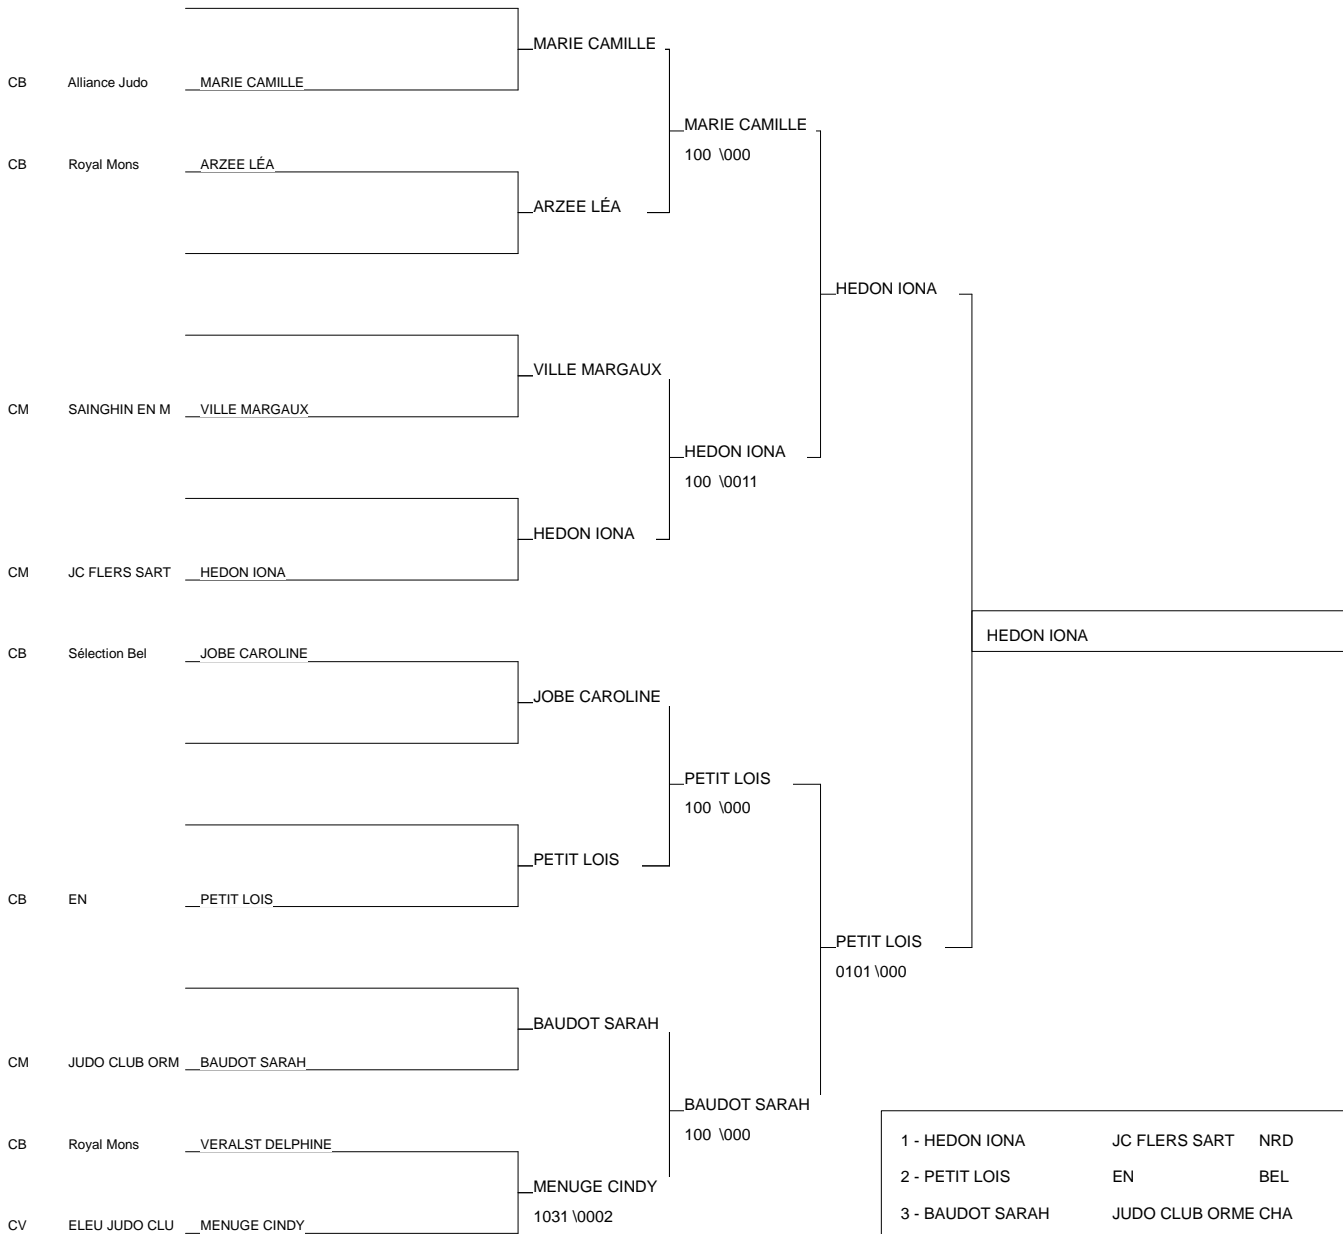 MARIE CAMILLE
CB Alliance Judo MARIE CAMILLE
MARIE CAMILLE
100 \000
CB Royal Mons ARZEE LÉA
ARZEE LÉA
HEDON IONA
VILLE MARGAUX
CM SAINGHIN EN M VILLE MARGAUX
HEDON IONA
100 \0011
HEDON IONA
CM JC FLERS SART HEDON IONA
HEDON IONA
CB Sélection Bel JOBE CAROLINE
JOBE CAROLINE
PETIT LOIS
100 \000
PETIT LOIS
CB EN PETIT LOIS
PETIT LOIS
0101 \000
BAUDOT SARAH
CM JUDO CLUB ORM BAUDOT SARAH
BAUDOT SARAH
100 \000
CB Royal Mons VERALST DELPHINE
MENUGE CINDY
1031 \0002
CV ELEU JUDO CLU MENUGE CINDY
1 - HEDON IONA JC FLERS SART NRD
2 - PETIT LOIS EN BEL
3 - BAUDOT SARAH JUDO CLUB ORME CHA